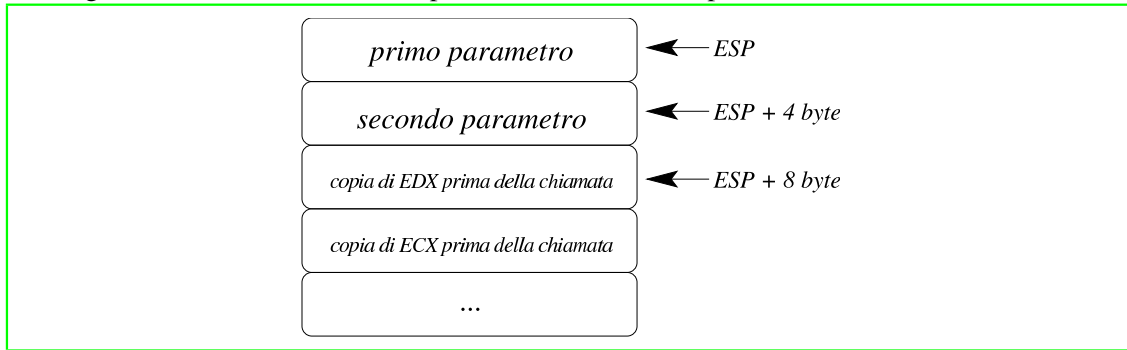 primo parametro
ESP
secondo parametro
ESP + 4 byte
copia di EDX prima della chiamata
ESP + 8 byte
copia di ECX prima della chiamata
...